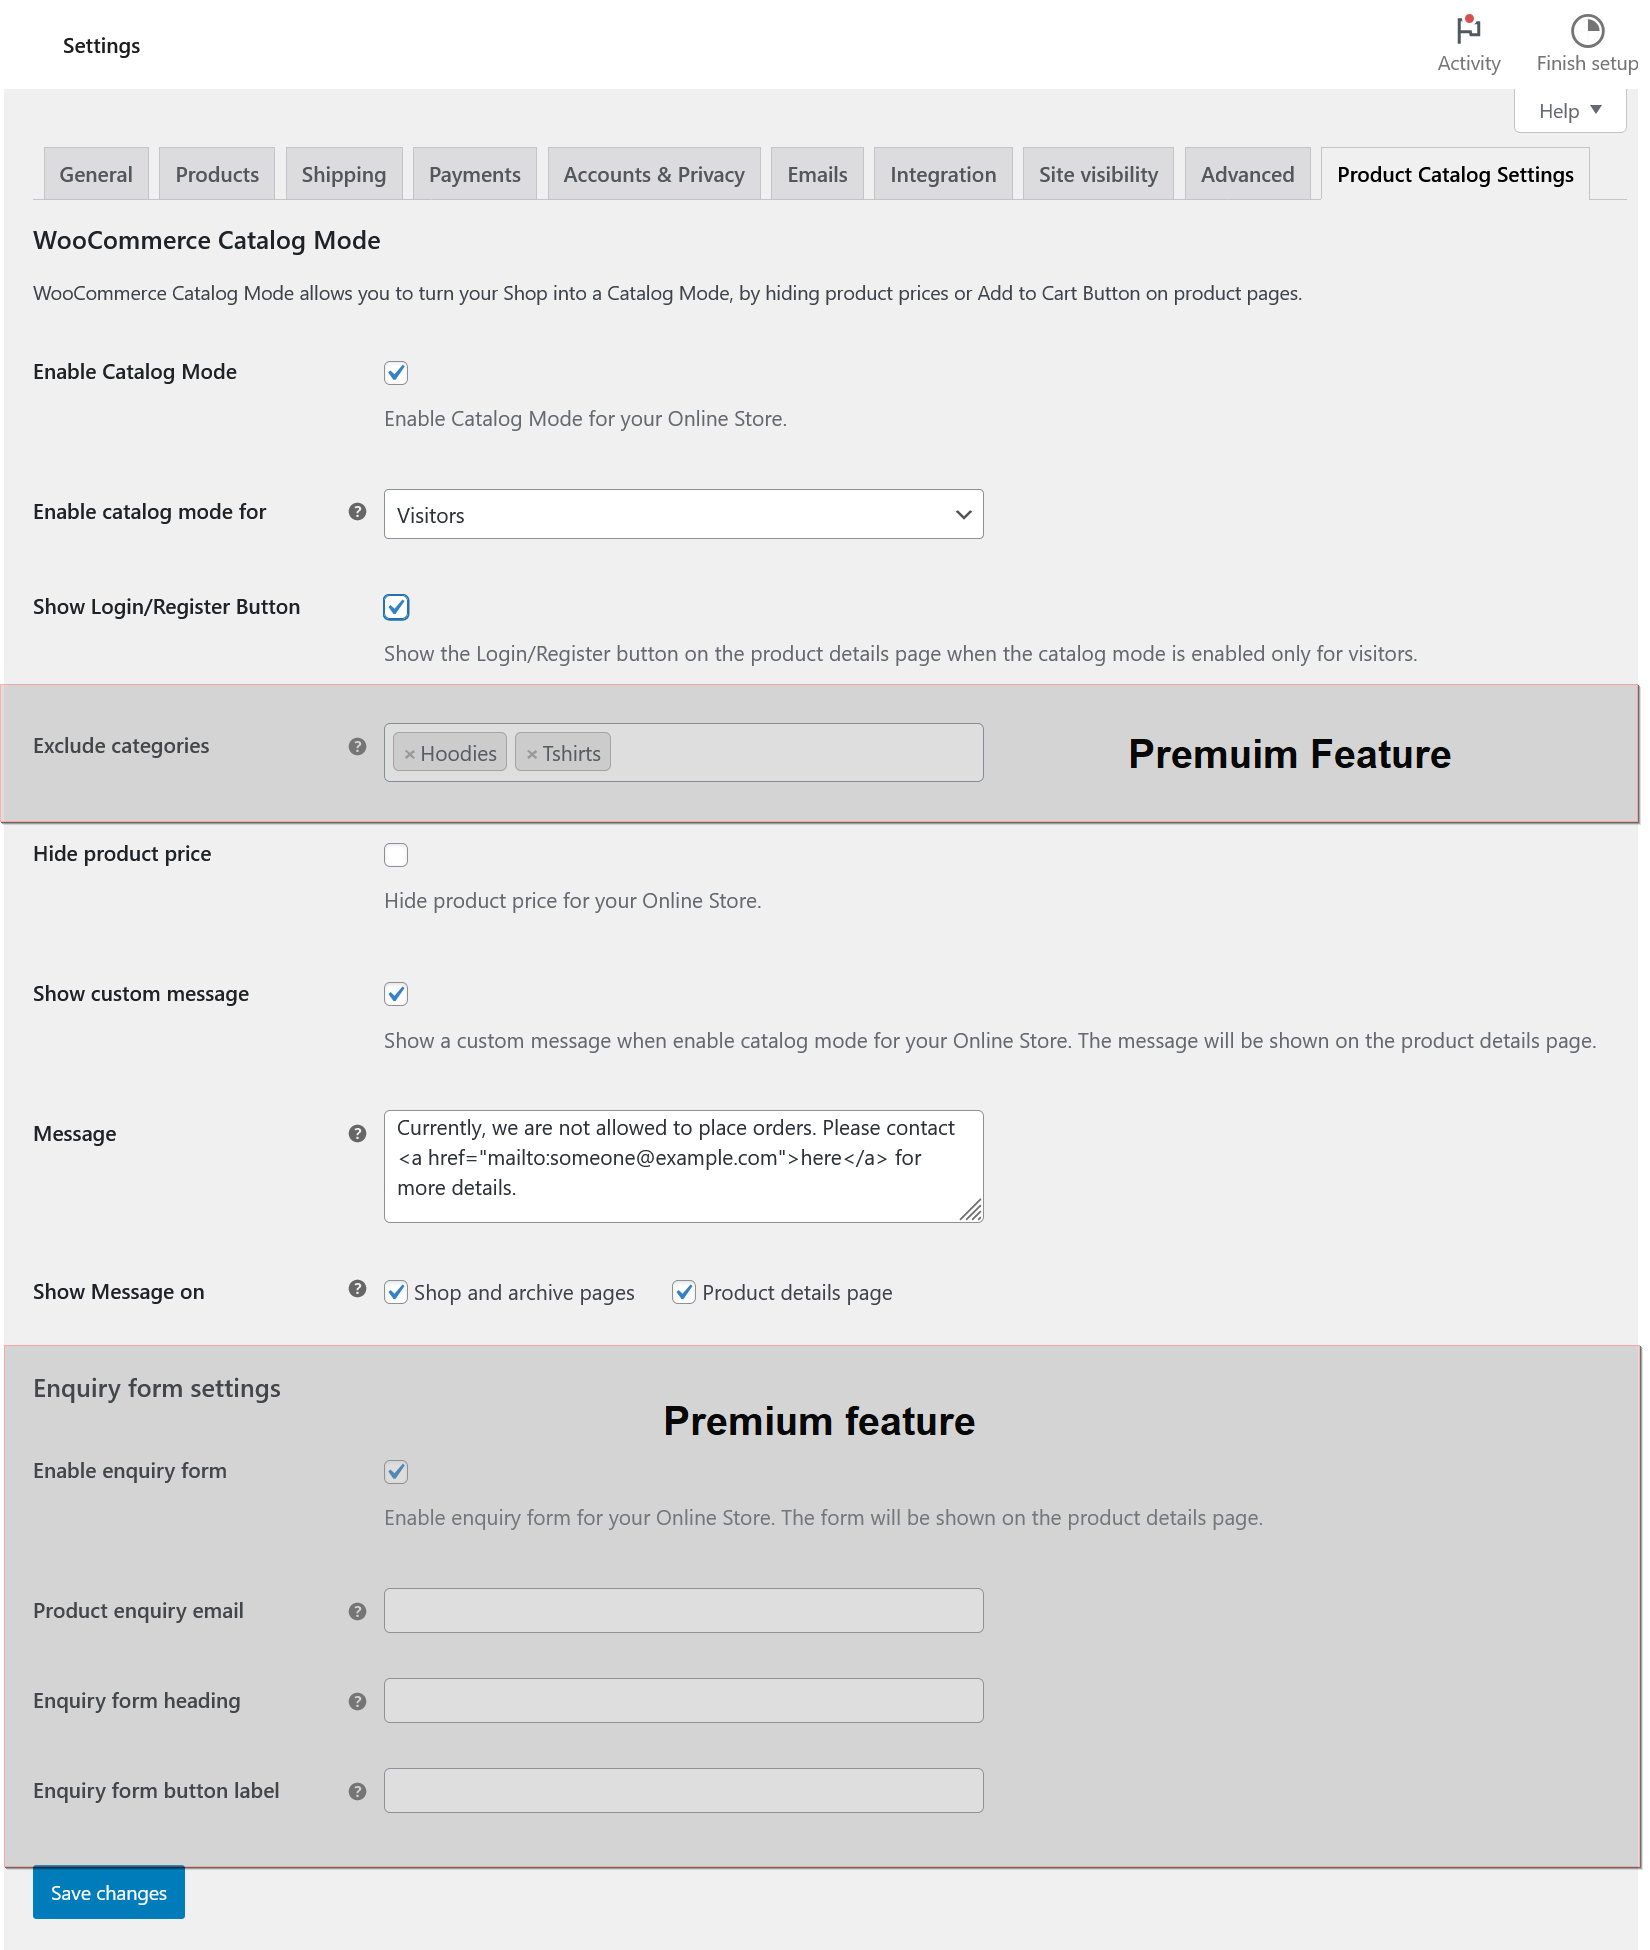 Settings
Activity
Finish setup
Help
General
Products
Shipping
Payments
Accounts & Privacy
Emails
Integration
Site visibility
Advanced
Product Catalog Settings
WooCommerce Catalog Mode
WooCommerce Catalog Mode allows you to turn your Shop into a Catalog Mode, by hiding product prices or Add to Cart Button on product pages.
Enable Catalog Mode
Enable Catalog Mode for your Online Store.
Enable catalog mode for
?
Visitors
Show Login/Register Button
Show the Login/Register button on the product details page when the catalog mode is enabled only for visitors.
Exclude categories
?
× Hoodies
× Tshirts
Premuim Feature
Hide product price
Hide product price for your Online Store.
Show custom message
Show a custom message when enable catalog mode for your Online Store. The message will be shown on the product details page.
Message
?
Currently, we are not allowed to place orders. Please contact
<a href="mailto:someone@example.com">here</a> for
more details.
Show Message on
?
Shop and archive pages
Product details page
Enquiry form settings
Premium feature
Enable enquiry form
Enable enquiry form for your Online Store. The form will be shown on the product details page.
Product enquiry email
?
Enquiry form heading
?
Enquiry form button label
?
Save changes